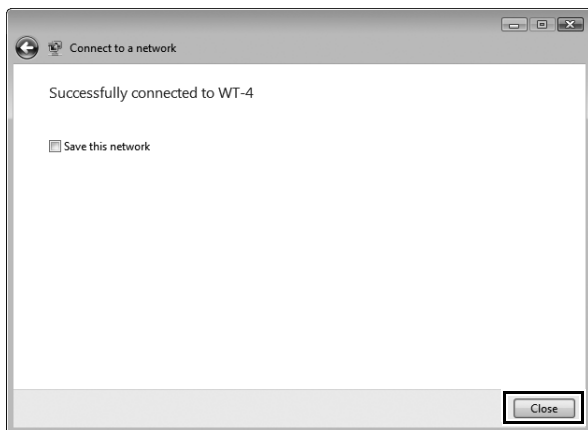 Connect to a network
Successfully connected to WT-4
Save this network
Close